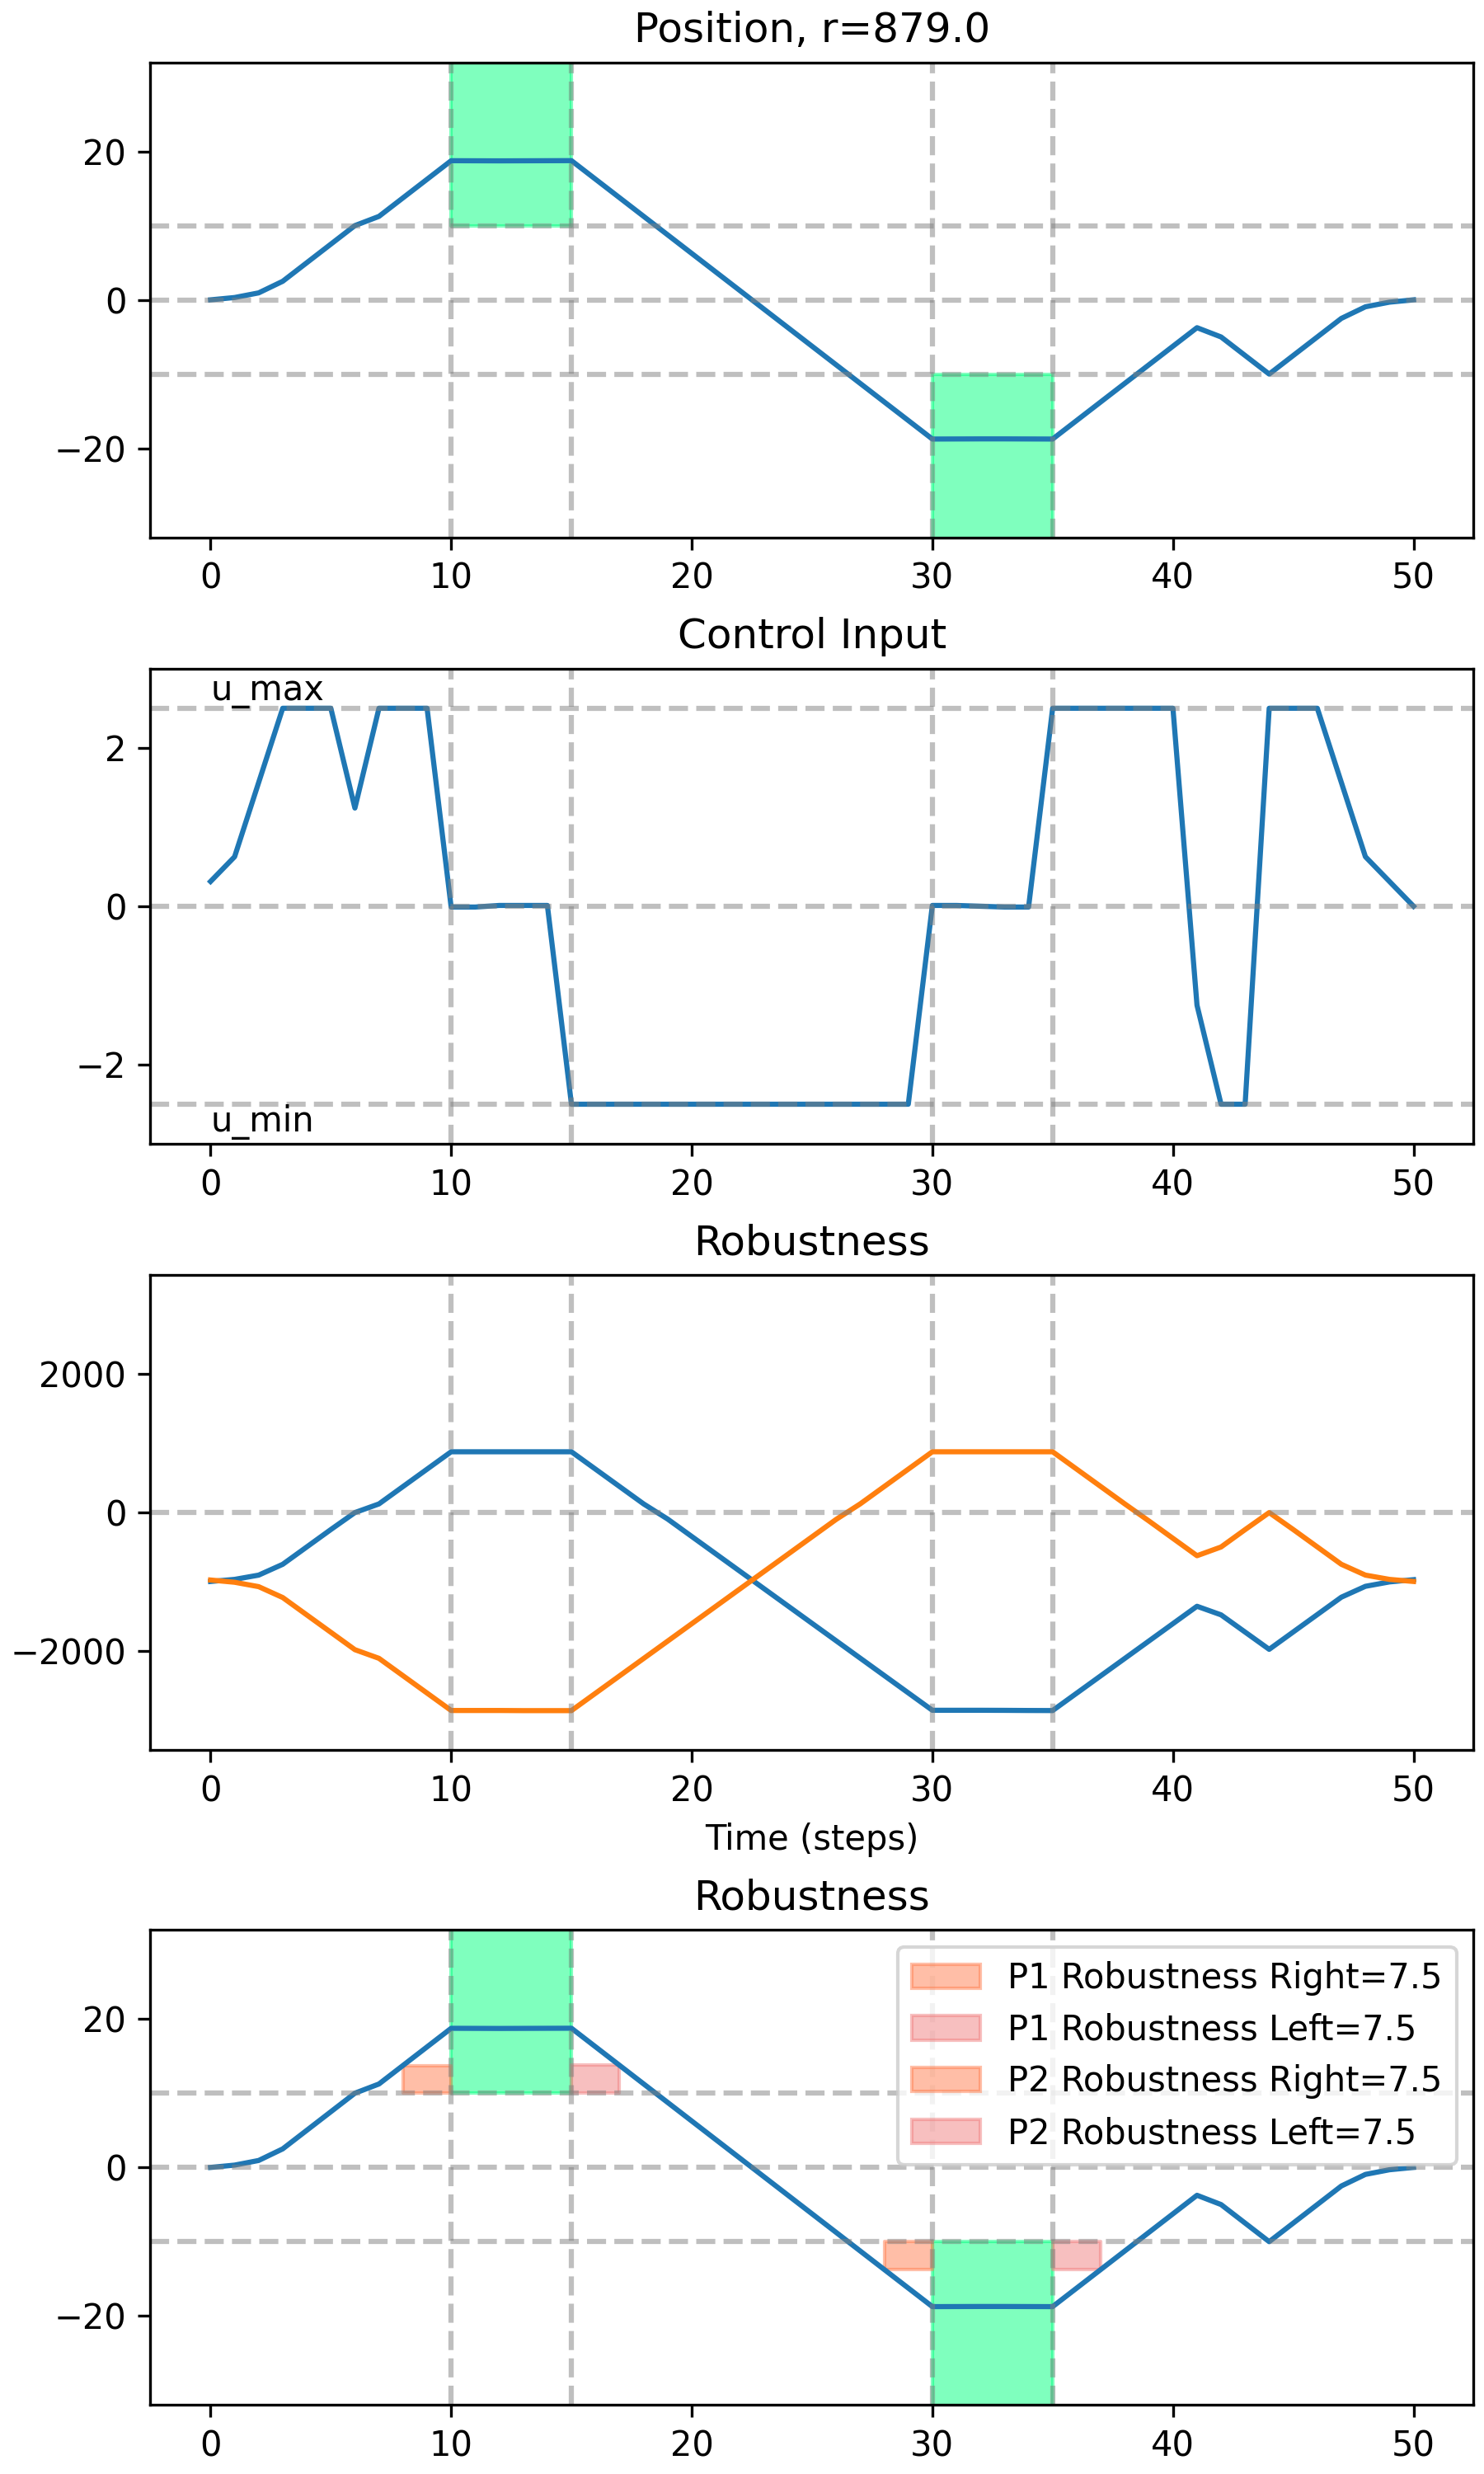 Position, r=879.0
20
0
−20
0 10 20 30 40 50
Control Input
u_max
2
0
−2
u_min
0 10 20 30 40 50
Robustness
2000
0
−2000
0 10 20 30 40 50
Time (steps)
Robustness
P1 Robustness Right=7.5
P1 Robustness Left=7.5
P2 Robustness Right=7.5
P2 Robustness Left=7.5
20
0
−20
0 10 20 30 40 50